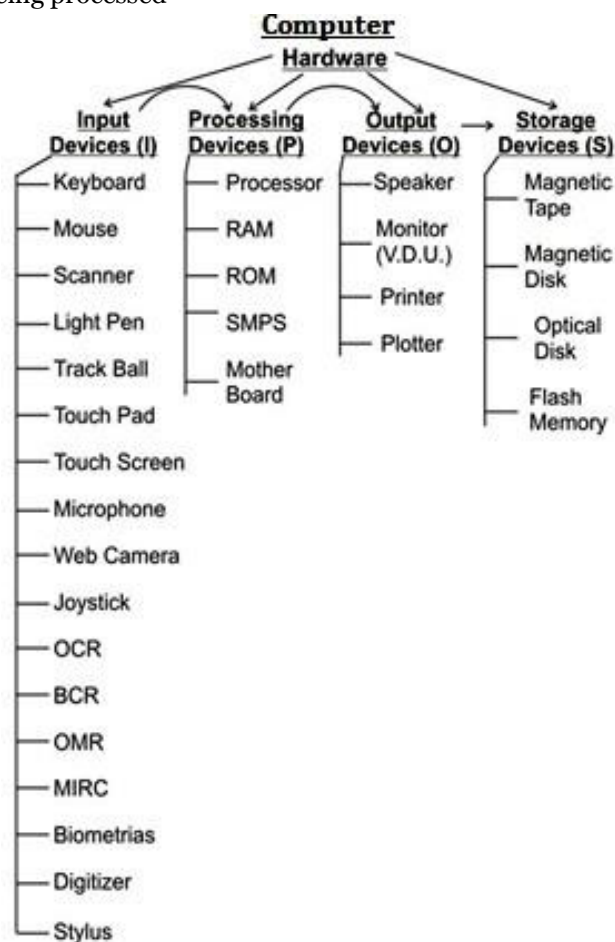 eing processed
Computer
Hardware
Input
Devices (I)
Keyboard
Mouse
Scanner
Light Pen
Track Ball
Touch Pad
Touch Screen
Microphone
Web Camera
Joystick
OCR
BCR
OMR
MIRC
Biometrias
Digitizer
Stylus
Processing
Devices (P)
Processor
RAM
ROM
SMPS
Mother
Board
Output
Devices (O)
Speaker
Monitor
(V.D.U.)
Printer
Plotter
Storage
Devices (S)
Magnetic
Tape
Magnetic
Disk
Optical
Disk
Flash
Memory